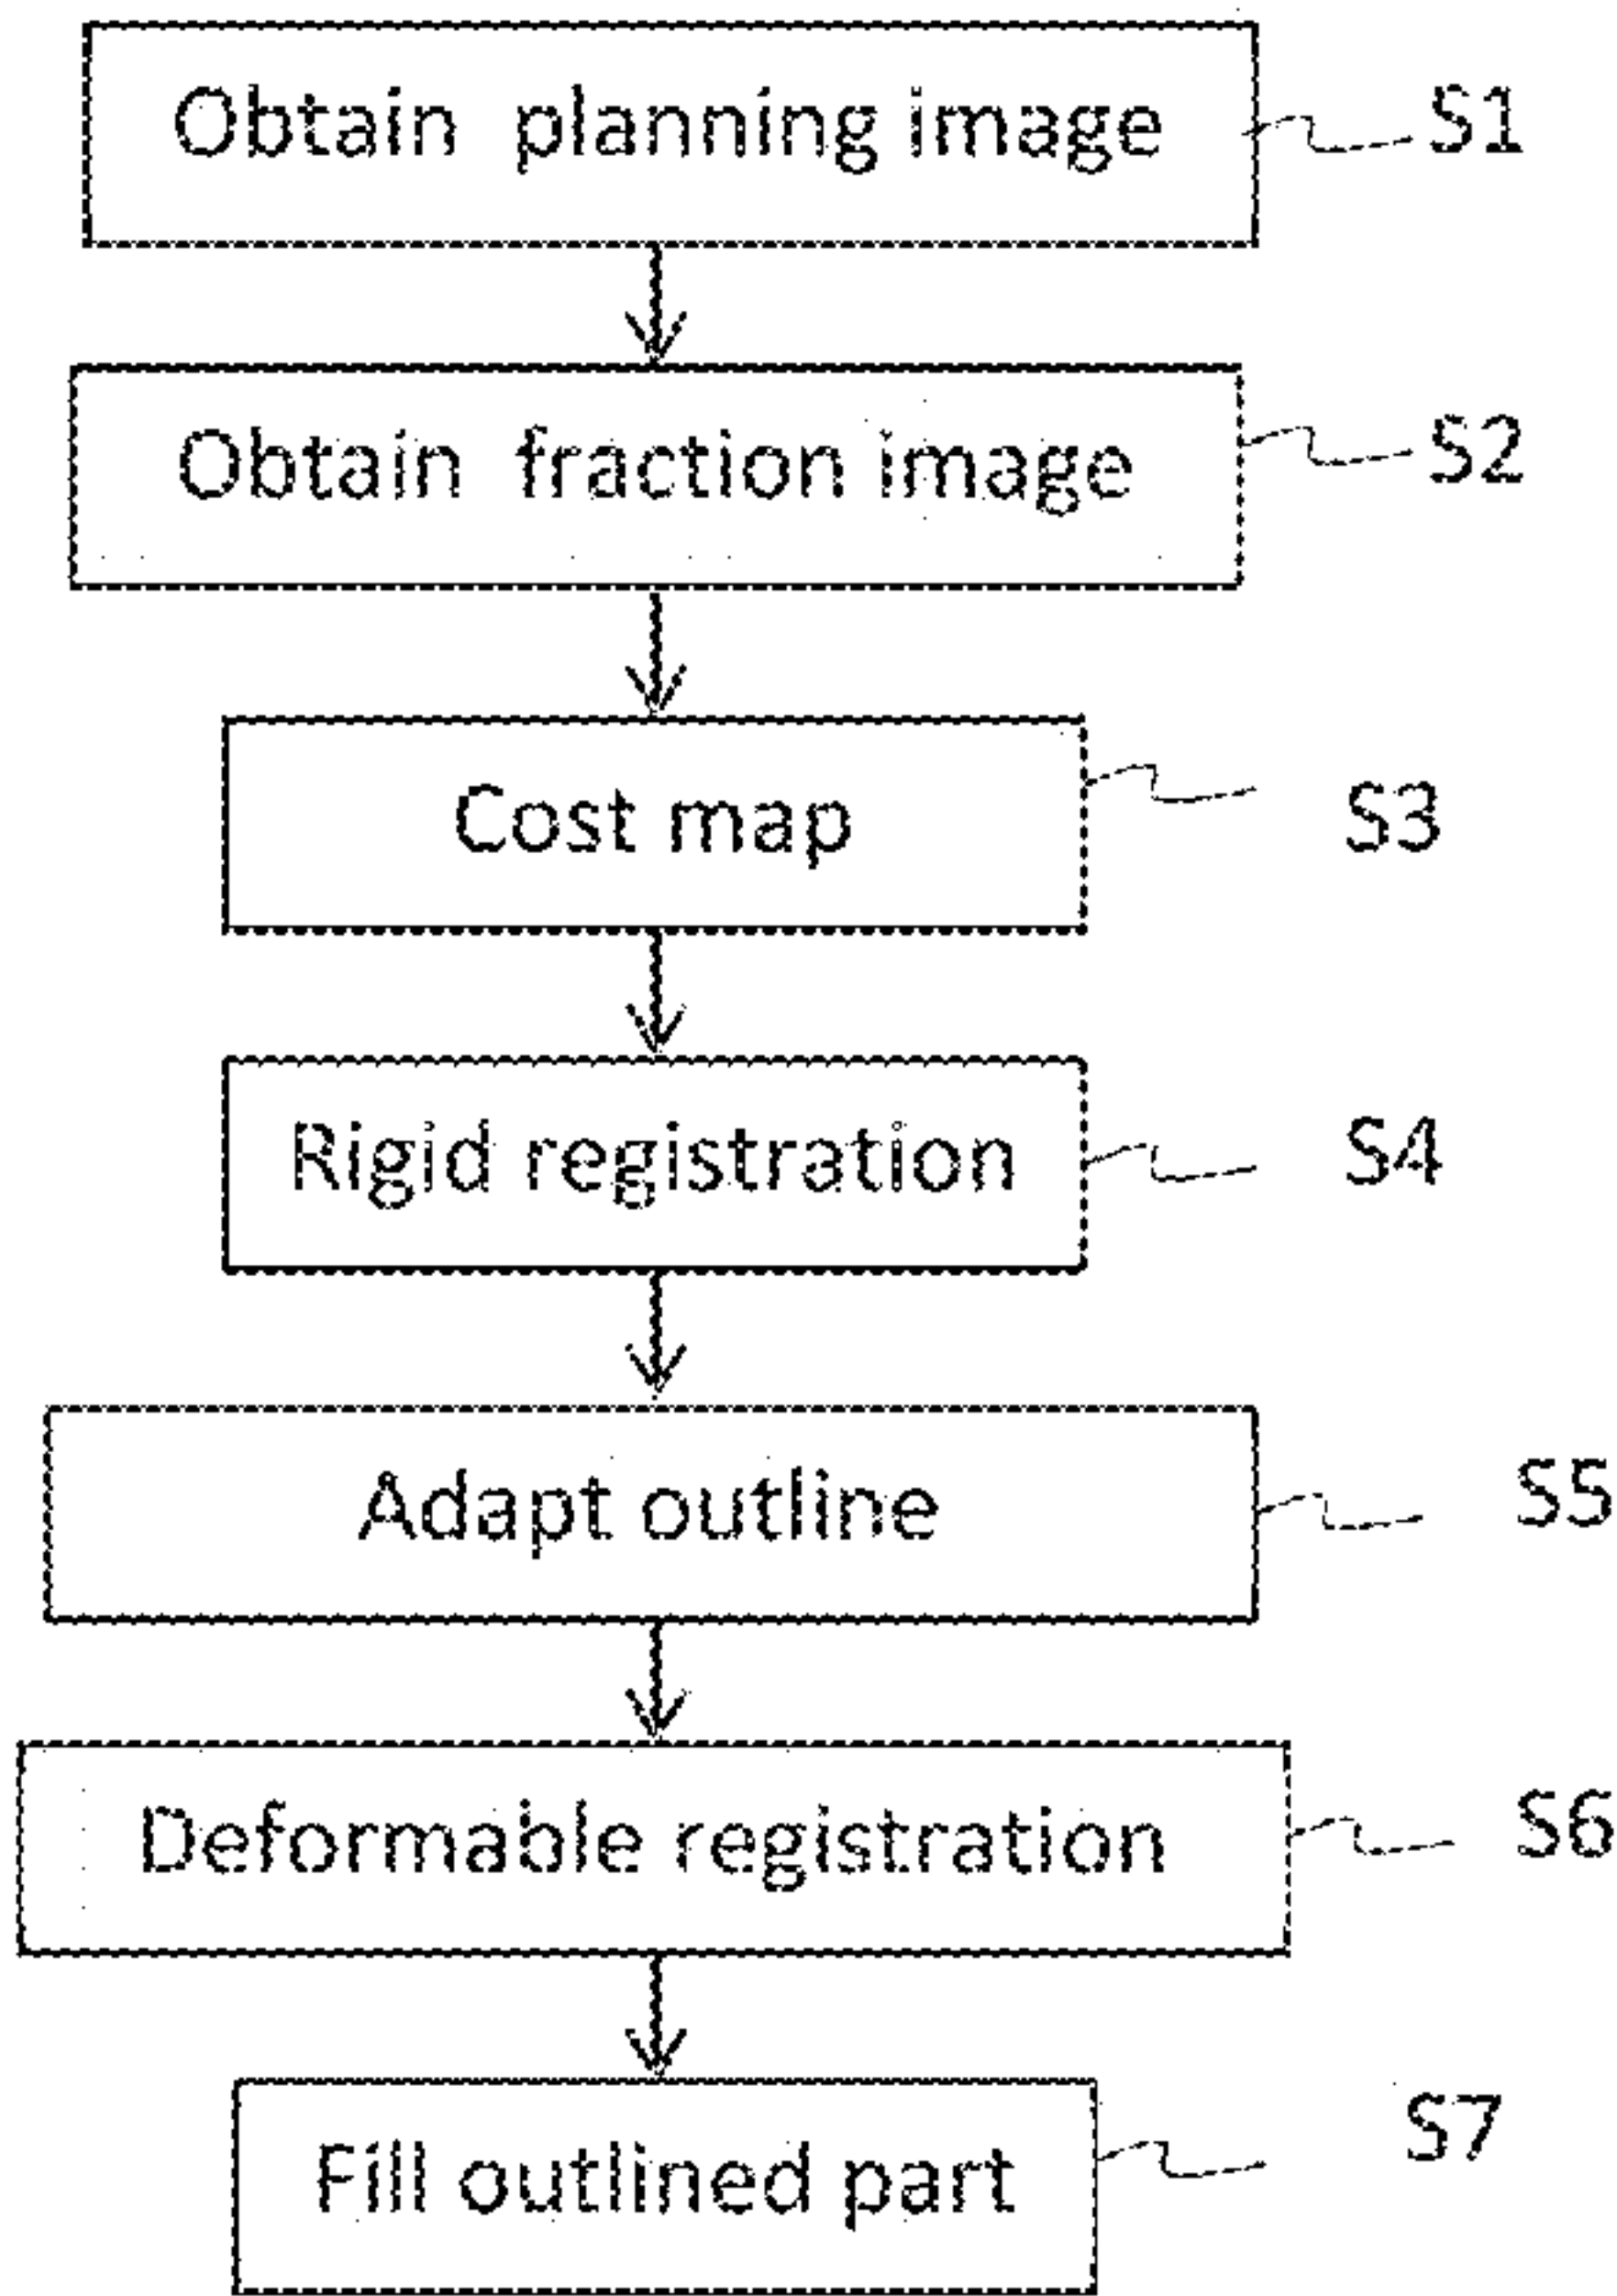 Obtain planning image S1
Obtain fraction image S2
Cost map S3
Rigid registration S4
Adapt outline S5
Deformable registration S6
Fill outlined part S7